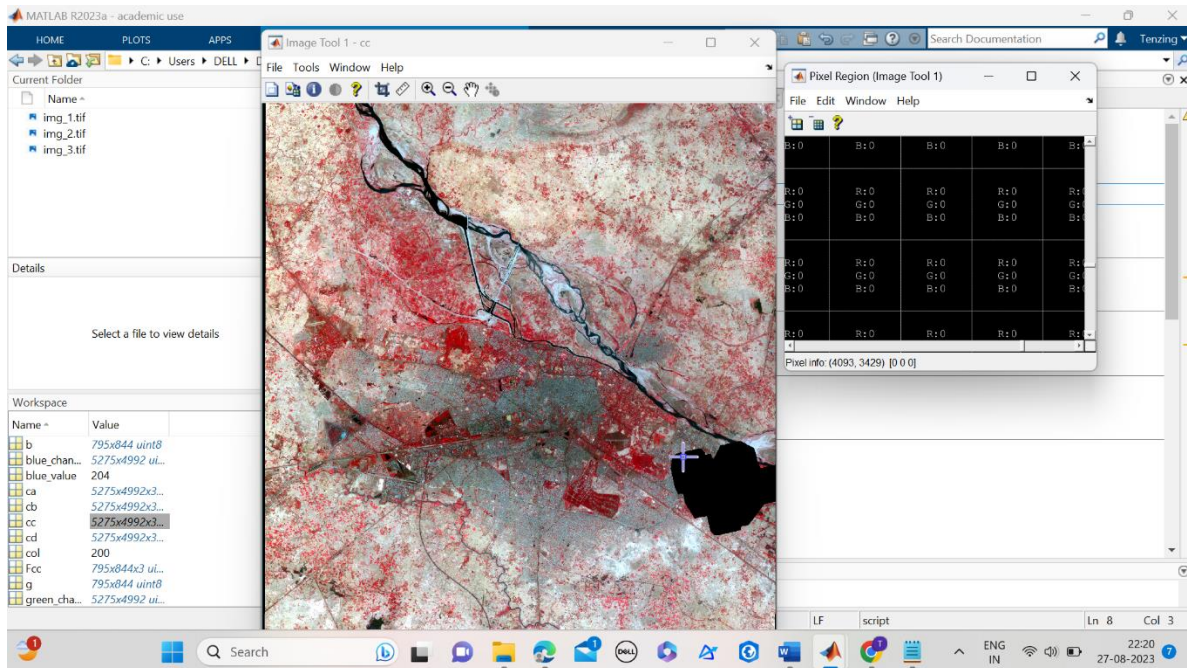 MATLAB R2023a - academic use
HOME PLOTS APPS
Search Documentation
Tenzing
C: Users DELL
Current Folder
Name
img_1.tif
img_2.tif
img_3.tif
Details
Select a file to view details
Workspace
Name Value
b 795x844 uint8
blue_chan... 5275x4992 ui...
blue_value 204
ca 5275x4992x3...
cb 5275x4992x3...
cc 5275x4992x3...
cd 5275x4992x3...
col 200
Fcc 795x844x3 ui...
g 795x844 uint8
green_cha... 5275x4992 ui...
Image Tool 1 - cc
File Tools Window Help
Pixel Region (Image Tool 1)
File Edit Window Help
B:0 B:0 B:0 B:0 B:
R:0 R:0 R:0 R:0 R:0
G:0 G:0 G:0 G:0 G:
B:0 B:0 B:0 B:0 B:0
R:0 R:0 R:0 R:0 R:0
G:0 G:0 G:0 G:0 G:
B:0 B:0 B:0 B:0 B:0
R:0 R:0 R:0 R:0 R:
Pixel info: (4093, 3429) [0 0 0]
LF script Ln 8 Col 3
Search
DELL
ENG
IN
22:20
27-08-2023